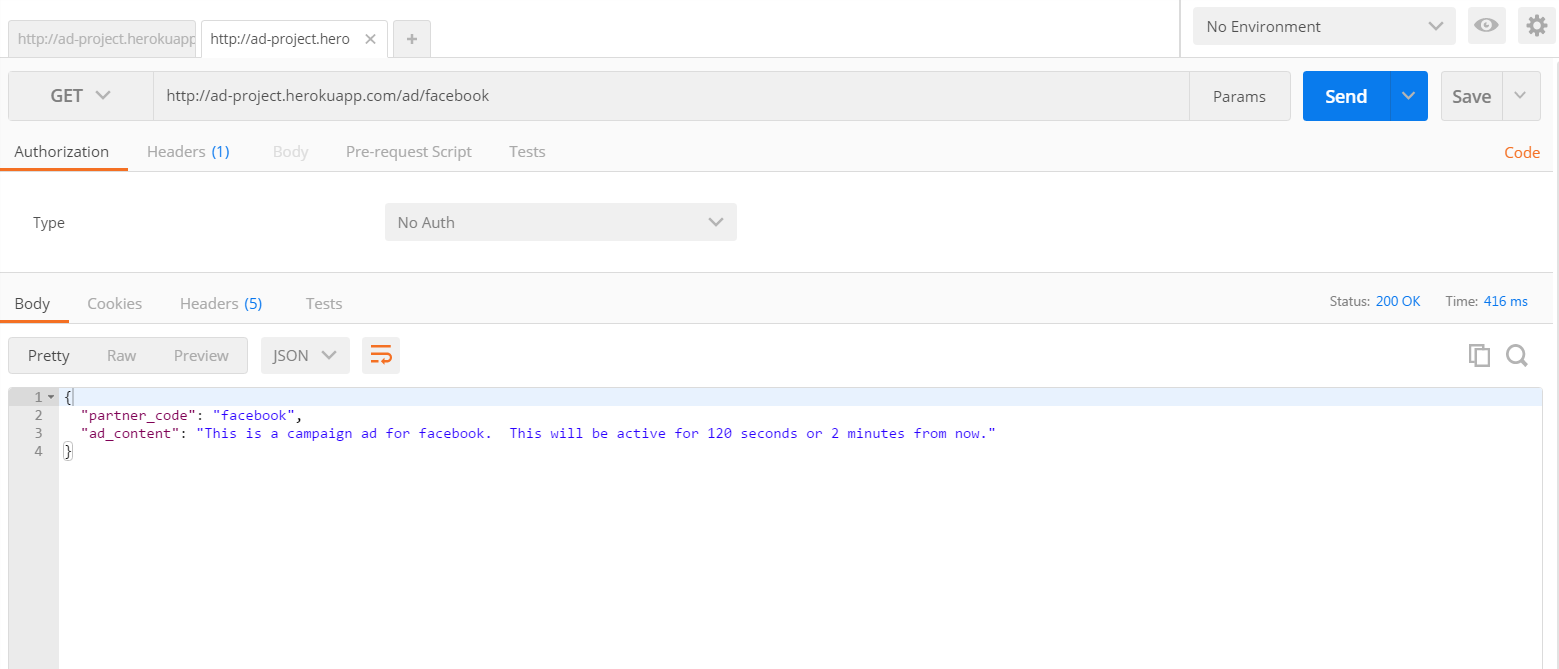 http://ad-project.herokuapp http://ad-project.hero No Environment
GET http://ad-project.herokuapp.com/ad/facebook Params Send Save
Authorization Headers (1) Body Pre-request Script Tests Code
Type No Auth
Body Cookies Headers (5) Tests Status: 200 OK Time: 416 ms
Pretty Raw Preview JSON
1 {
2 "partner_code": "facebook",
3 "ad_content": "This is a campaign ad for facebook.  This will be active for 120 seconds or 2 minutes from now."
4 }